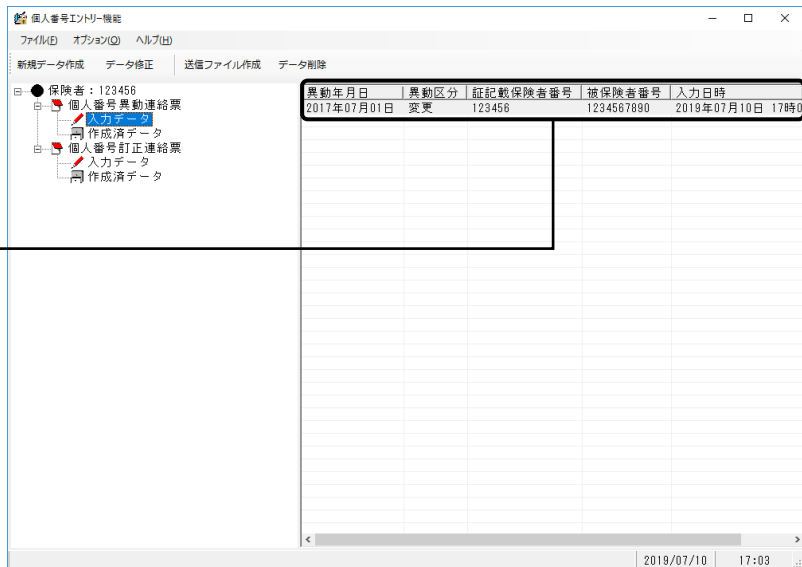 個人番号エントリー機能
ファイル(F) オプション(O) ヘルプ(H)
新規データ作成 データ修正 送信ファイル作成 データ削除
保険者：123456
個人番号異動連絡票
入力データ
作成済データ
個人番号訂正連絡票
入力データ
作成済データ
異動年月日 異動区分 証記載保険者番号 被保険者番号 入力日時
2017年07月01日 変更 123456 1234567890 2019年07月10日 17時0
2019/07/10 17:03